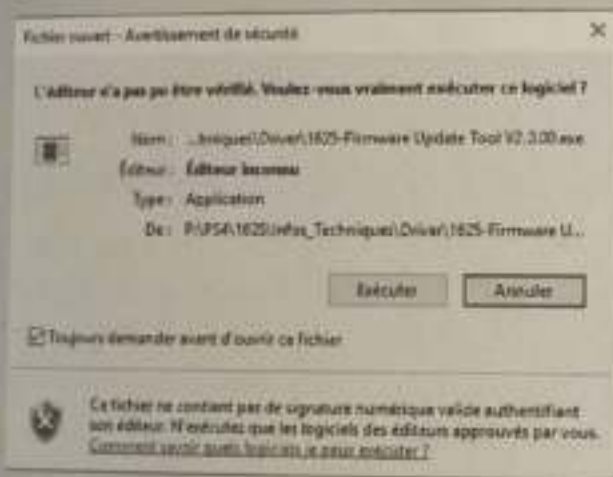 Fichier ouvert - Avertissement de sécurité
L'éditeur n'a pas pu être vérifié. Voulez-vous vraiment exécuter ce logiciel ?
Nom : ...hniques\Driver\1625-Firmware Update Tool V2.3.00.exe
Éditeur : Éditeur inconnu
Type : Application
De : P:\PS4\1625\Infos_Techniques\Driver\1625-Firmware U...
Exécuter
Annuler
Toujours demander avant d'ouvrir ce fichier
Ce fichier ne contient pas de signature numérique valide authentifiant
son éditeur. N'exécutez que les logiciels des éditeurs approuvés par vous.
Comment savoir quels logiciels je peux exécuter ?